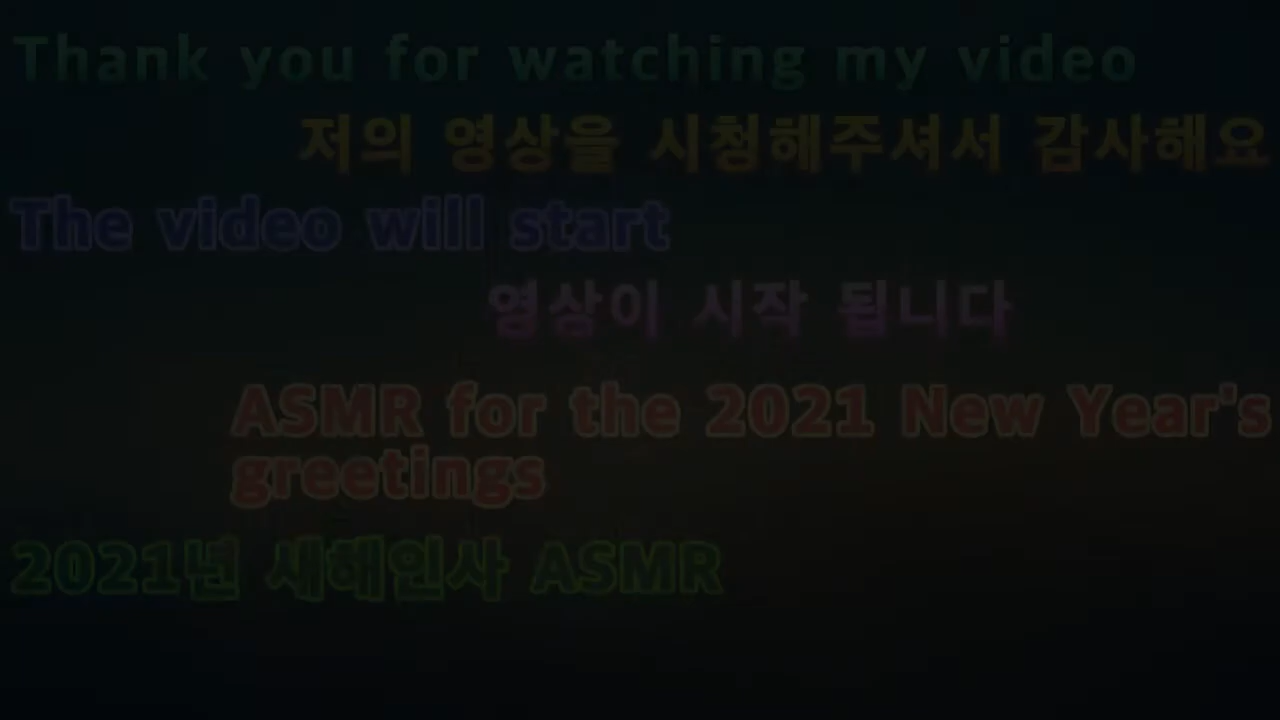 Thank you for watching my video
저의 영상을 시청해주셔서 감사해요
The video will start
영상이 시작 됩니다
ASMR for the 2021 New Year's
greetings
2021년 새해인사 ASMR